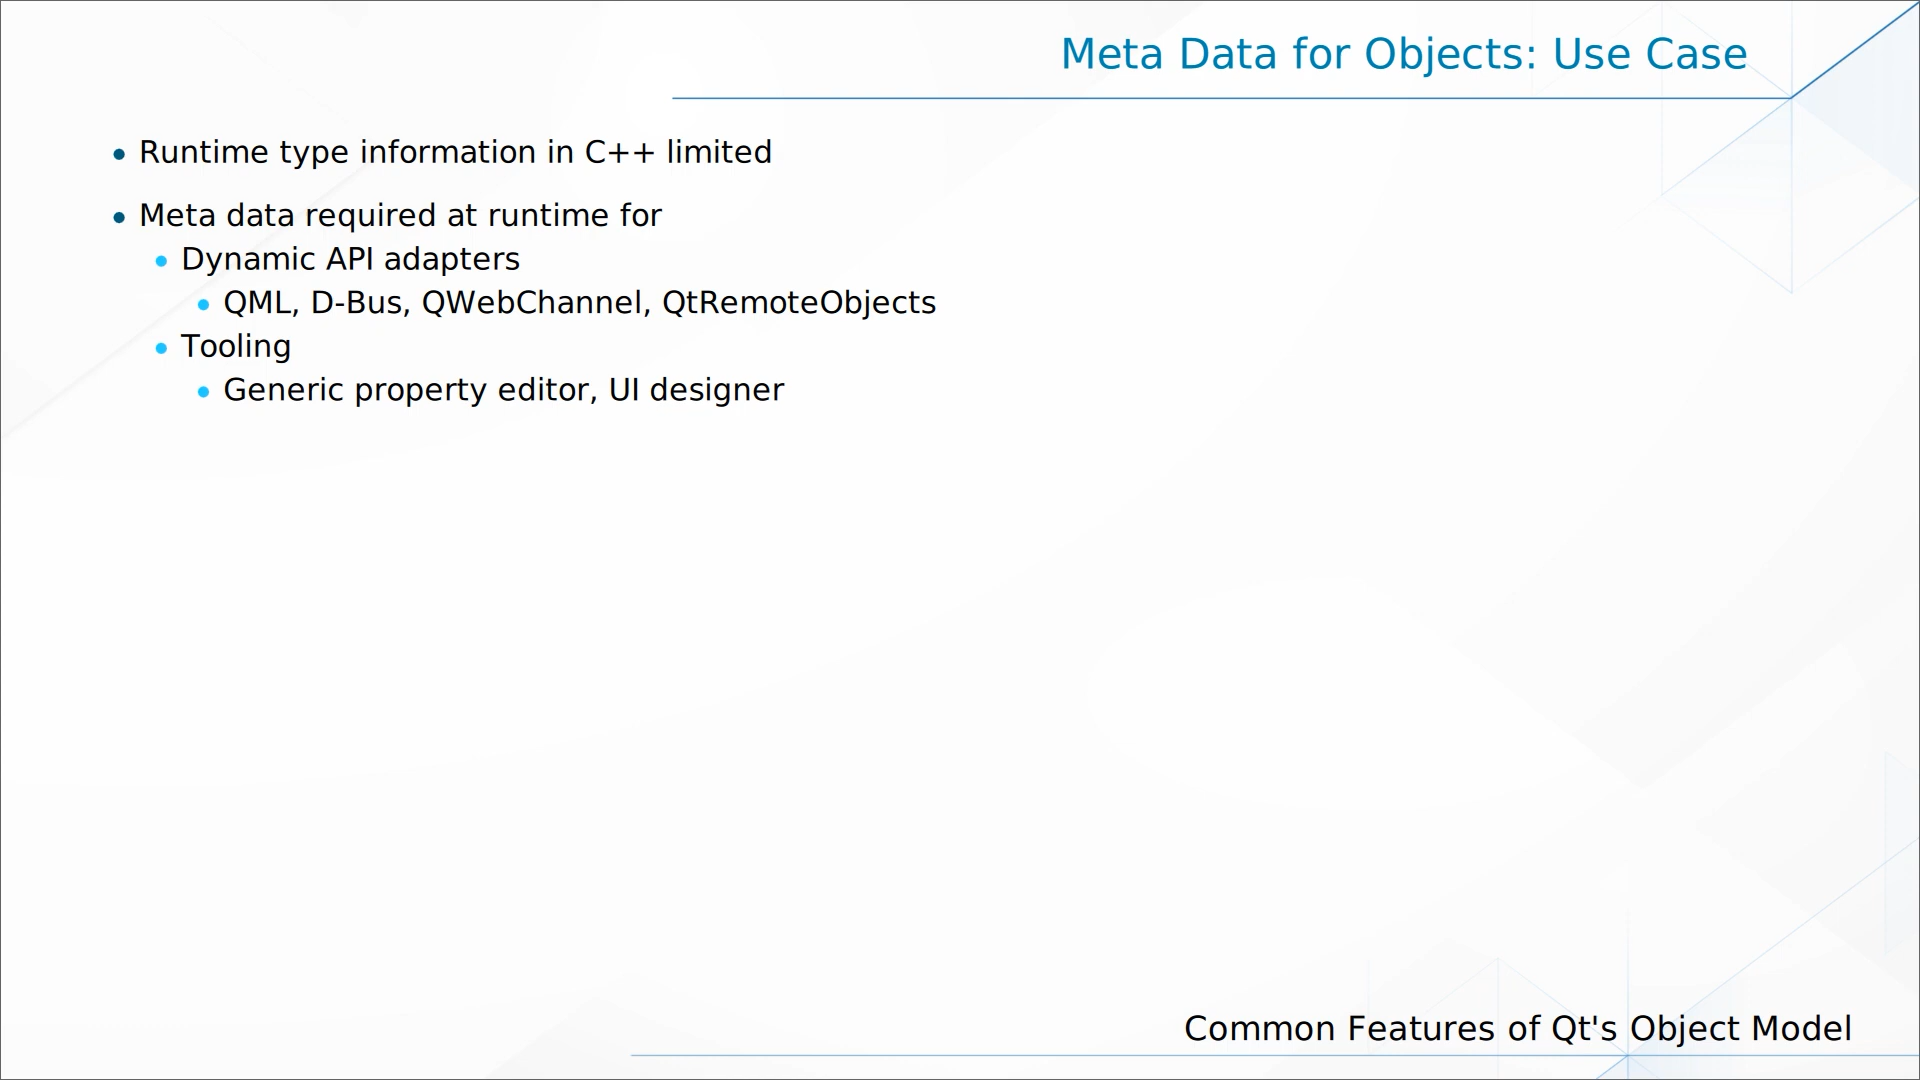 Meta Data for Objects: Use Case
• Runtime type information in C++ limited
• Meta data required at runtime for
• Dynamic API adapters
• QML, D-Bus, QWebChannel, QtRemoteObjects
• Tooling
• Generic property editor, UI designer
Common Features of Qt's Object Model